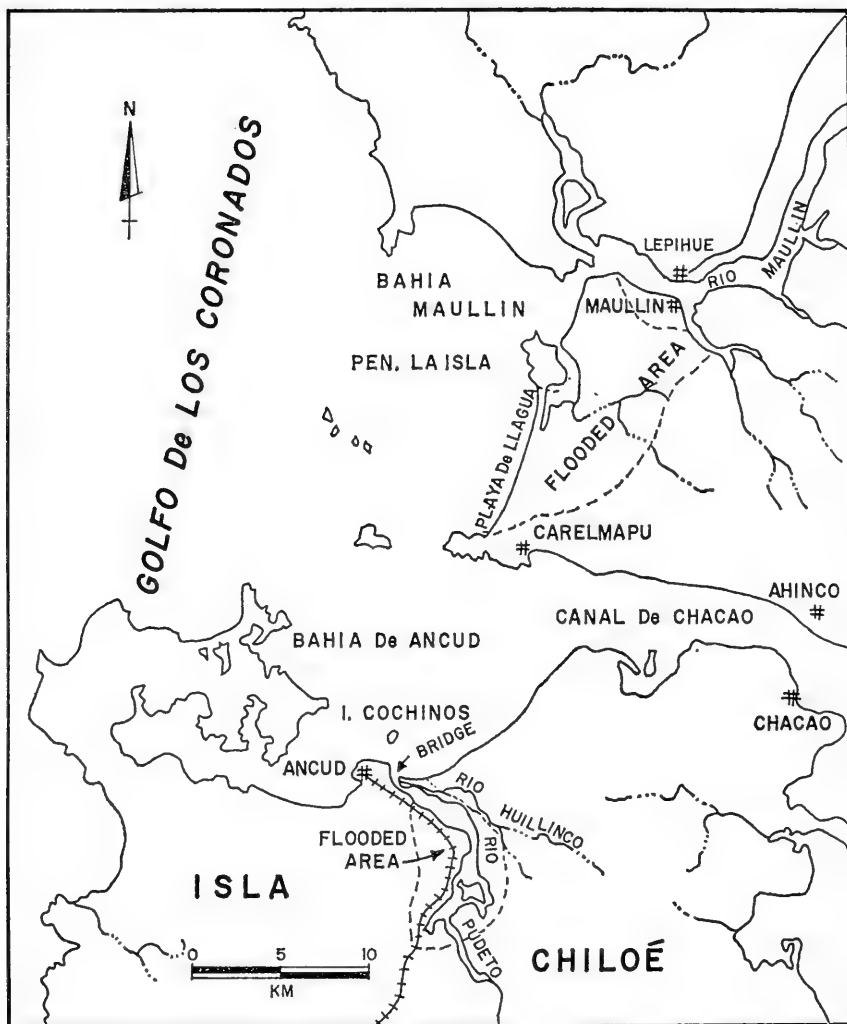 N
GOLFO De LOS CORONADOS
LEPIHUE
RIO MAULLIN
BAHIA
MAULLIN
MAULLIN
PEN. LA ISLA
PLAYA De LLAGUA
FLOODED AREA
CARELMAPU
AHINCO
CANAL De CHACAO
BAHIA De ANCUD
I. COCHINOS
CHACAO
BRIDGE
ANCUD
RIO HUILLINCO
FLOODED
AREA
RIO PUDETO
ISLA
CHILOÉ
0 5 10
KM